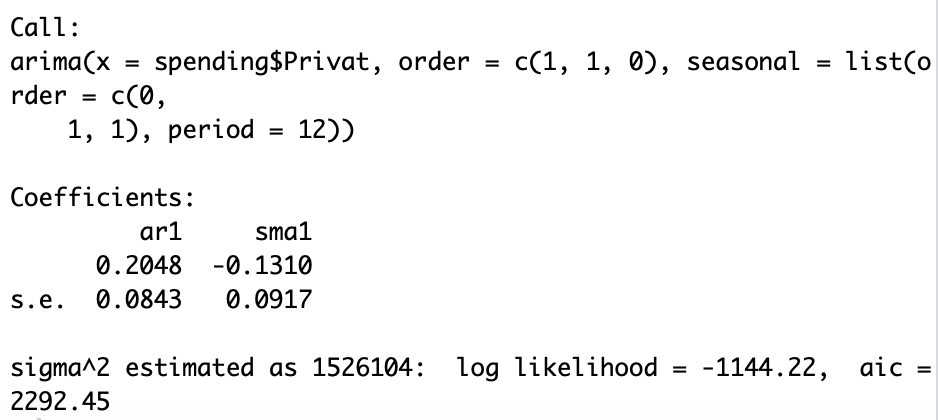 Call:
arima(x = spending$Privat, order = c(1, 1, 0), seasonal = list(o
rder = c(0,
    1, 1), period = 12))

Coefficients:
         ar1     sma1
      0.2048  -0.1310
s.e.  0.0843   0.0917

sigma^2 estimated as 1526104:  log likelihood = -1144.22,  aic =
2292.45